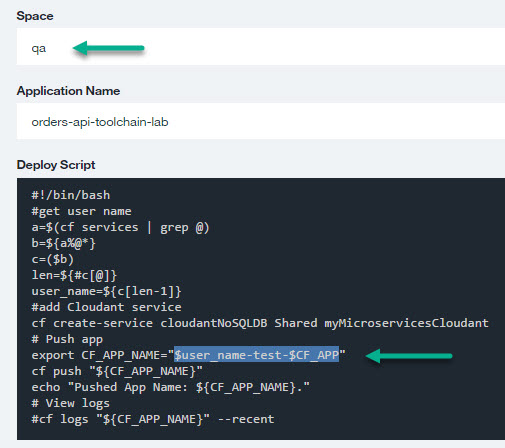 Space
qa
Application Name
orders-api-toolchain-lab
Deploy Script
#!/bin/bash
#get user name
a=$(cf services | grep @)
b=${a%@*}
c=($b)
len=${#c[@]}
user_name=${c[len-1]}
#add Cloudant service
cf create-service cloudantNoSQLDB Shared myMicroservicesCloudant
# Push app
export CF_APP_NAME="$user_name-test-$CF_APP"
cf push "${CF_APP_NAME}"
echo "Pushed App Name: ${CF_APP_NAME}."
# View logs
#cf logs "${CF_APP_NAME}" --recent